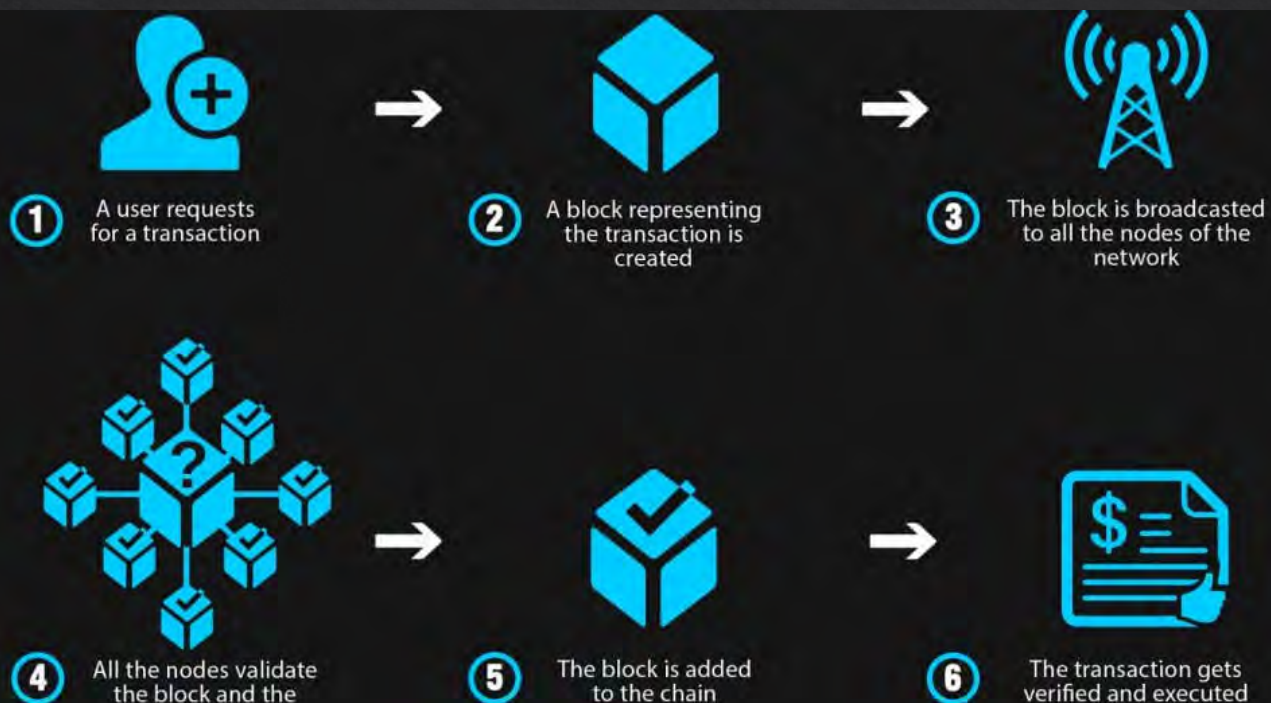 1
A user requests
for a transaction
2
A block representing
the transaction is
created
3
The block is broadcasted
to all the nodes of the
network
?
4
All the nodes validate
the block and the
5
The block is added
to the chain
$
6
The transaction gets
verified and executed